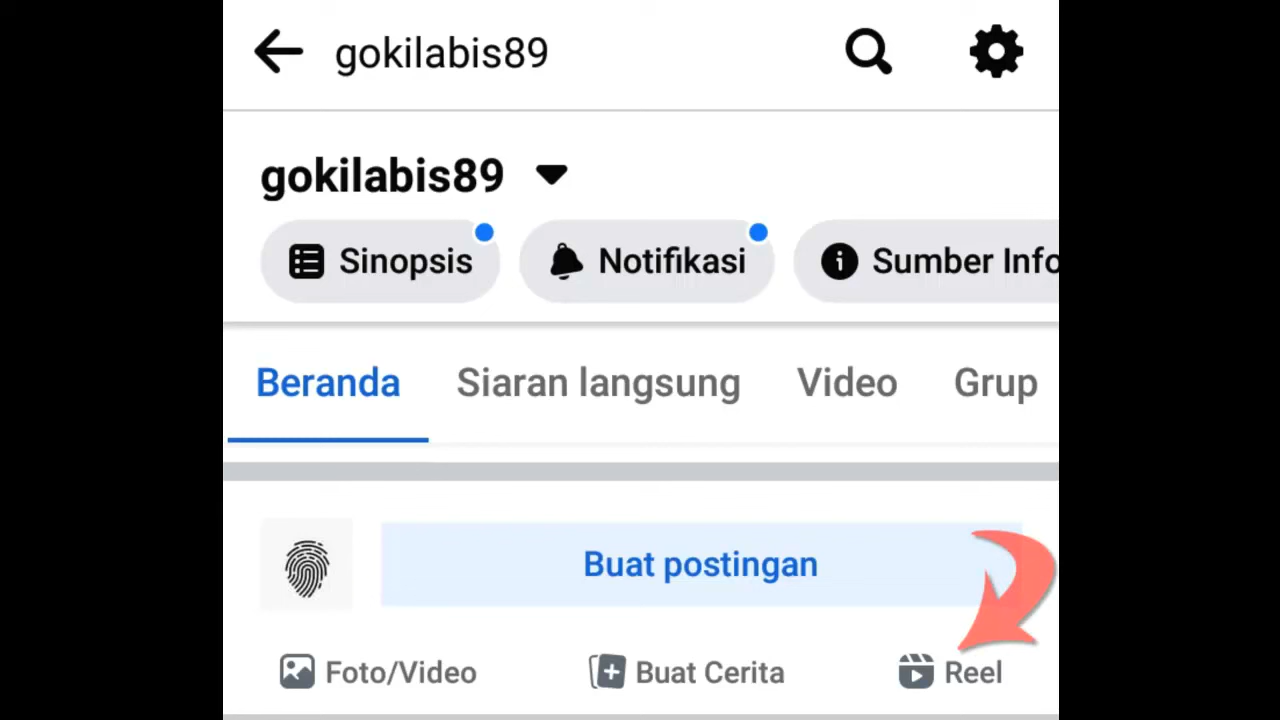 gokilabis89
gokilabis89
Sinopsis Notifikasi Sumber Info
Beranda Siaran langsung Video Grup
Buat postingan
Foto/Video Buat Cerita Reel